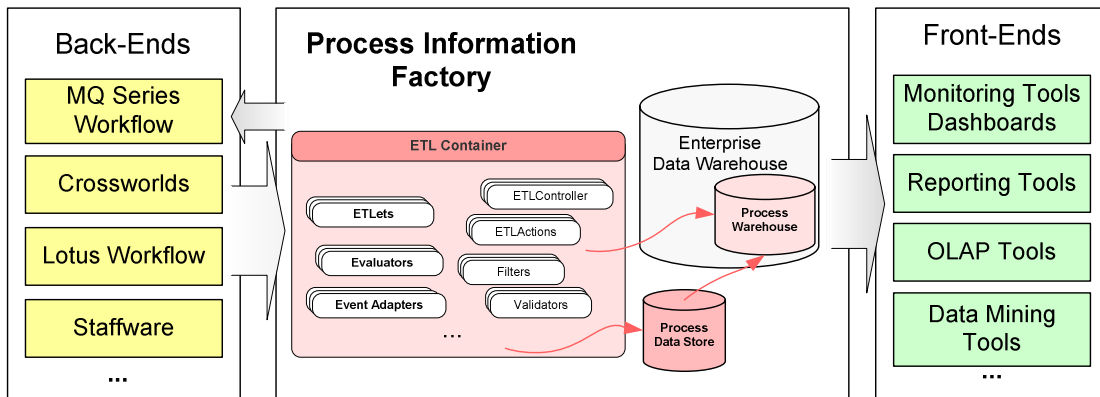 Back-Ends
MQ Series
Workflow
Crossworlds
Lotus Workflow
Staffware
...
Process Information
Factory
ETL Container
ETLets
Evaluators
Event Adapters
ETLController
ETLActions
Filters
Validators
...
Enterprise
Data Warehouse
Process
Warehouse
Process
Data Store
Front-Ends
Monitoring Tools
Dashboards
Reporting Tools
OLAP Tools
Data Mining
Tools
...